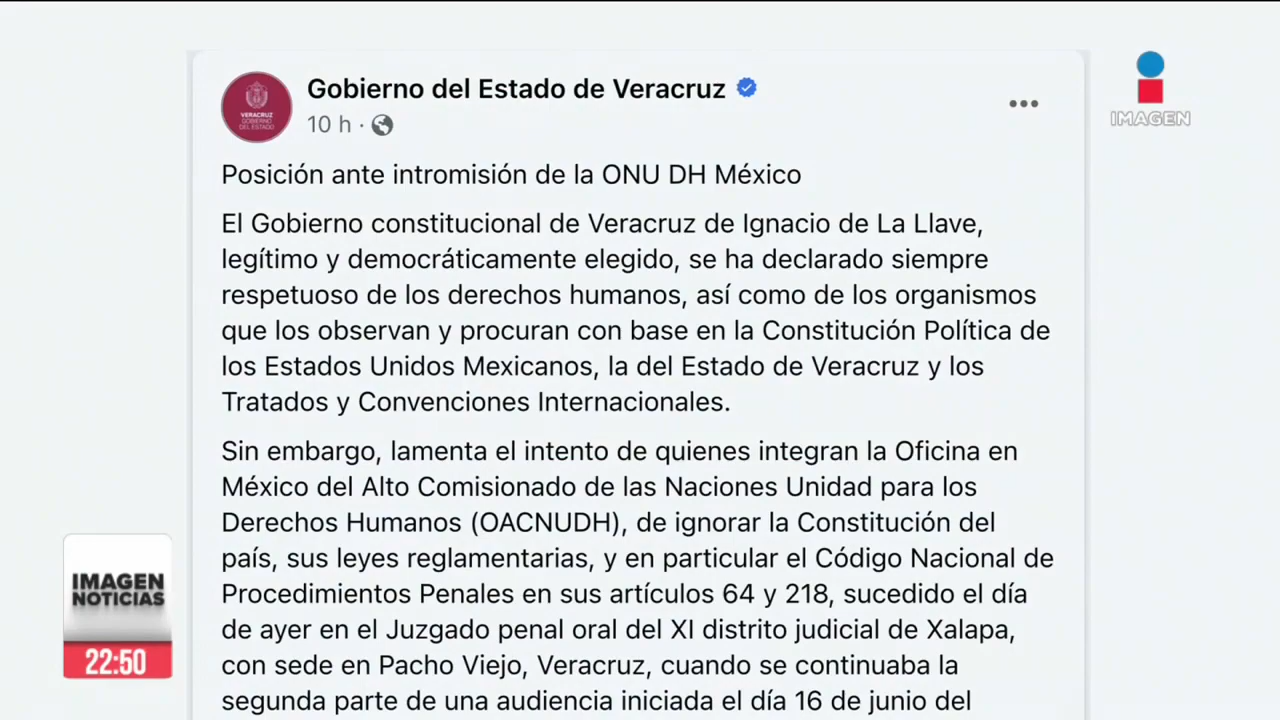 Gobierno del Estado de Veracruz
10 h ·
VERACRUZ
GOBIERNO
DEL ESTADO
IMAGEN
Posición ante intromisión de la ONU DH México
El Gobierno constitucional de Veracruz de Ignacio de La Llave,
legítimo y democráticamente elegido, se ha declarado siempre
respetuoso de los derechos humanos, así como de los organismos
que los observan y procuran con base en la Constitución Política de
los Estados Unidos Mexicanos, la del Estado de Veracruz y los
Tratados y Convenciones Internacionales.
Sin embargo, lamenta el intento de quienes integran la Oficina en
México del Alto Comisionado de las Naciones Unidad para los
Derechos Humanos (OACNUDH), de ignorar la Constitución del
país, sus leyes reglamentarias, y en particular el Código Nacional de
Procedimientos Penales en sus artículos 64 y 218, sucedido el día
de ayer en el Juzgado penal oral del XI distrito judicial de Xalapa,
con sede en Pacho Viejo, Veracruz, cuando se continuaba la
segunda parte de una audiencia iniciada el día 16 de junio del
IMAGEN
NOTICIAS
22:50